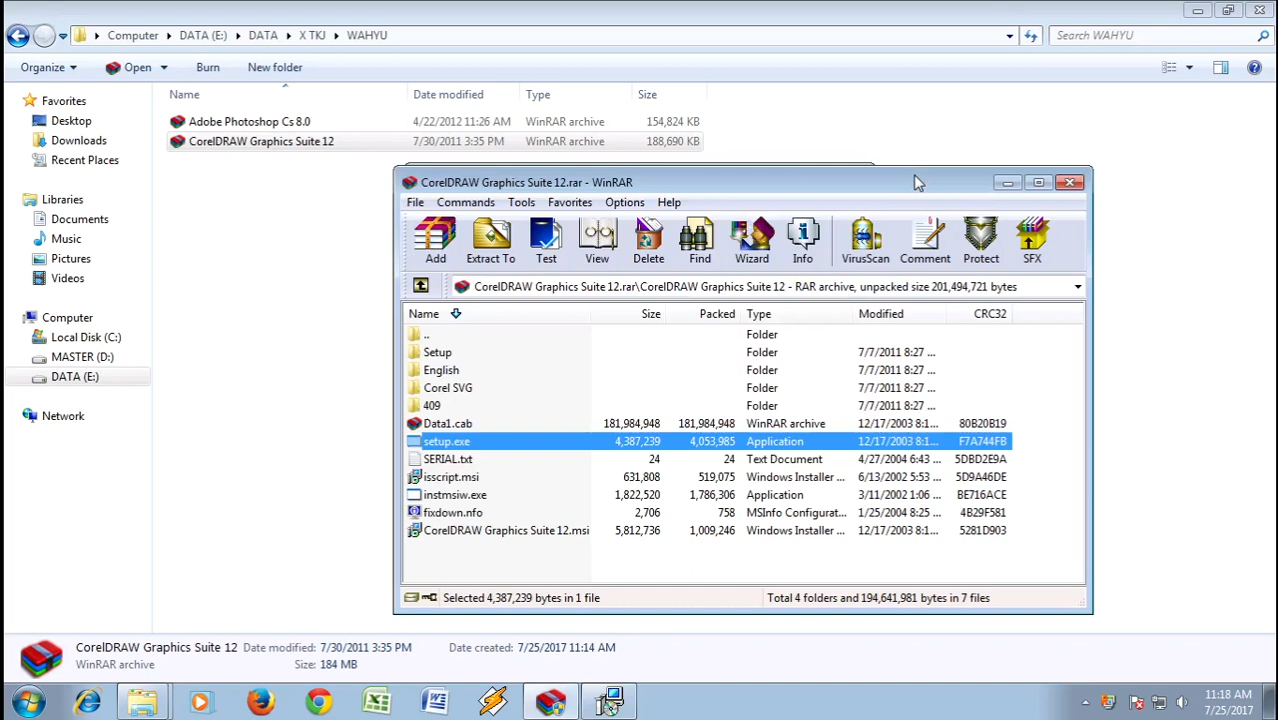 Computer DATA (E:) DATA X TKJ WAHYU Search WAHYU
Organize Open Burn New folder
Favorites
Desktop
Downloads
Recent Places
Libraries
Documents
Music
Pictures
Videos
Computer
Local Disk (C:)
MASTER (D:)
DATA (E:)
Network
Name Date modified Type Size
Adobe Photoshop Cs 8.0 4/22/2012 11:26 AM WinRAR archive 154,824 KB
CorelDRAW Graphics Suite 12 7/30/2011 3:35 PM WinRAR archive 188,690 KB
CorelDRAW Graphics Suite 12.rar - WinRAR
File Commands Tools Favorites Options Help
Add Extract To Test View Delete Find Wizard Info VirusScan Comment Protect SFX
CorelDRAW Graphics Suite 12.rar\CorelDRAW Graphics Suite 12 - RAR archive, unpacked size 201,494,721 bytes
Name Size Packed Type Modified CRC32
.. Folder
Setup Folder 7/7/2011 8:27 ...
English Folder 7/7/2011 8:27 ...
Corel SVG Folder 7/7/2011 8:27 ...
409 Folder 7/7/2011 8:27 ...
Data1.cab 181,984,948 181,984,948 WinRAR archive 12/17/2003 8:1... 80B20B19
setup.exe 4,387,239 4,053,985 Application 12/17/2003 8:1... F7A744FB
SERIAL.txt 24 24 Text Document 4/27/2004 6:43 ... 5DBD2E9A
isscript.msi 631,808 519,075 Windows Installer ... 6/13/2002 5:53 ... 5D9A46DE
instmsiw.exe 1,822,520 1,786,306 Application 3/11/2002 1:06 ... BE716ACE
fixdown.nfo 2,706 758 MSInfo Configurat... 1/25/2004 8:25 ... 4B29F581
CorelDRAW Graphics Suite 12.msi 5,812,736 1,009,246 Windows Installer ... 12/17/2003 8:1... 5281D903
Selected 4,387,239 bytes in 1 file Total 4 folders and 194,641,981 bytes in 7 files
CorelDRAW Graphics Suite 12 Date modified: 7/30/2011 3:35 PM Date created: 7/25/2017 11:14 AM
WinRAR archive Size: 184 MB
11:18 AM
7/25/2017